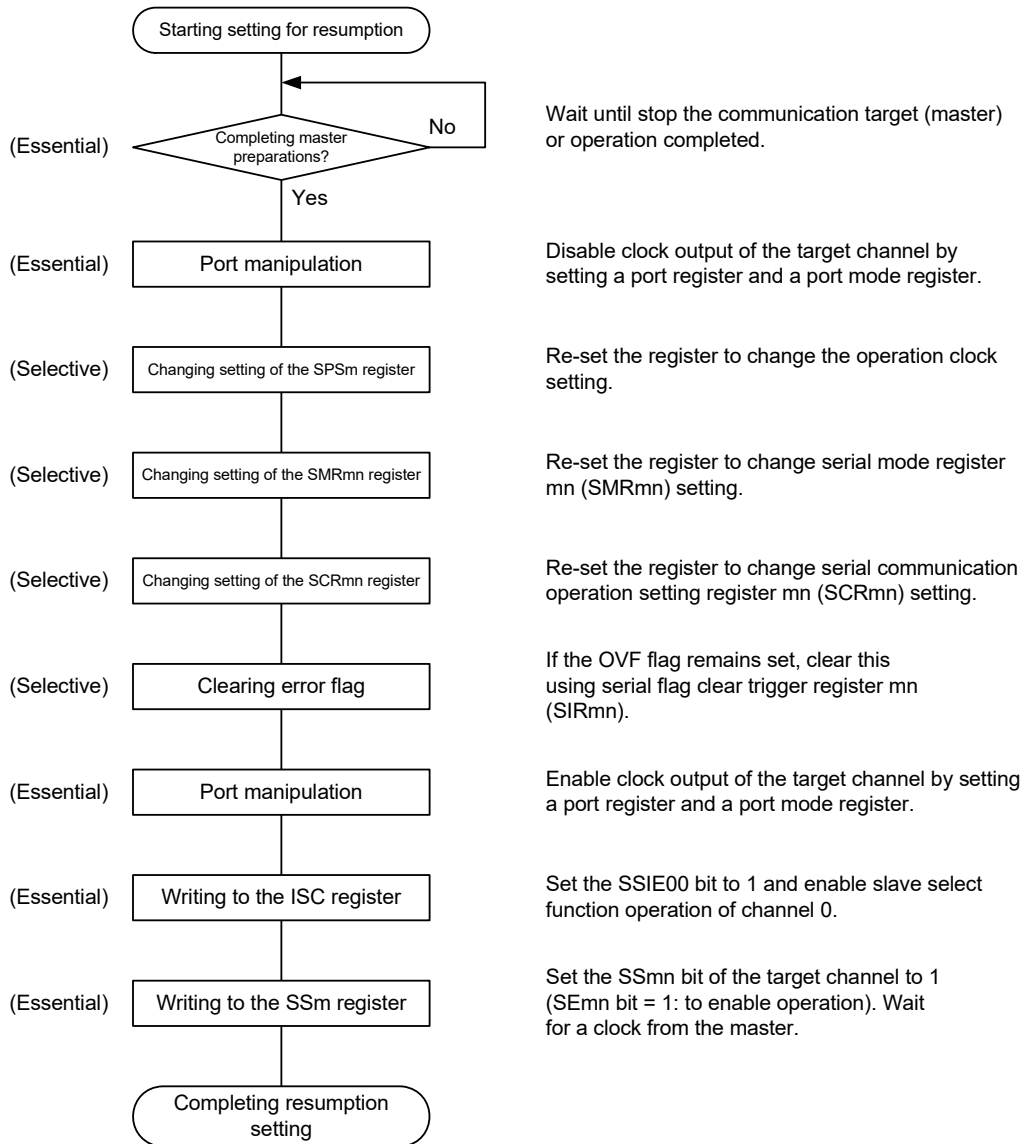 Starting setting for resumption
(Essential)
Completing master
preparations?
No
Wait until stop the communication target (master)
or operation completed.
Yes
(Essential)
Port manipulation
Disable clock output of the target channel by
setting a port register and a port mode register.
(Selective)
Changing setting of the SPSm register
Re-set the register to change the operation clock
setting.
(Selective)
Changing setting of the SMRmn register
Re-set the register to change serial mode register
mn (SMRmn) setting.
(Selective)
Changing setting of the SCRmn register
Re-set the register to change serial communication
operation setting register mn (SCRmn) setting.
(Selective)
Clearing error flag
If the OVF flag remains set, clear this
using serial flag clear trigger register mn
(SIRmn).
(Essential)
Port manipulation
Enable clock output of the target channel by setting
a port register and a port mode register.
(Essential)
Writing to the ISC register
Set the SSIE00 bit to 1 and enable slave select
function operation of channel 0.
(Essential)
Writing to the SSm register
Set the SSmn bit of the target channel to 1
(SEmn bit = 1: to enable operation). Wait
for a clock from the master.
Completing resumption
setting